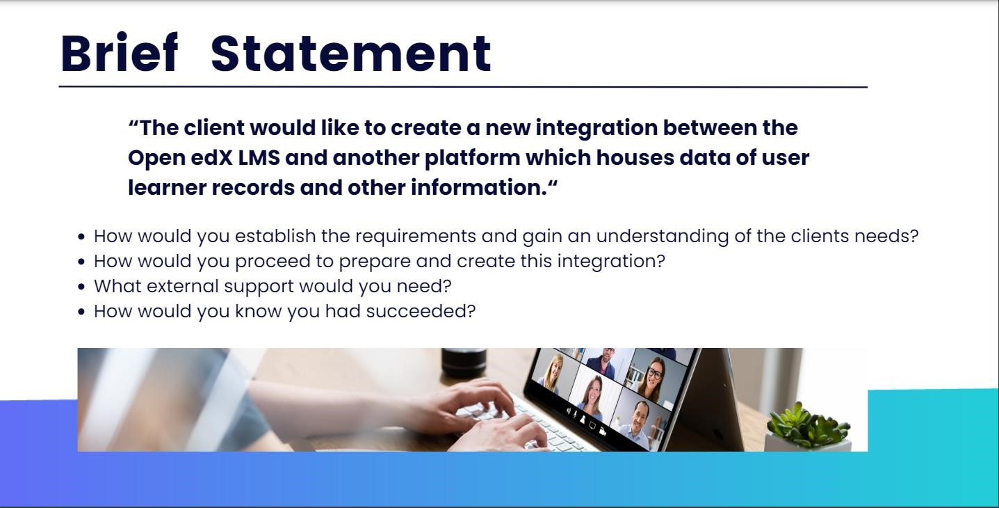 Brief Statement
“The client would like to create a new integration between the
Open edX LMS and another platform which houses data of user
learner records and other information.“
• How would you establish the requirements and gain an understanding of the clients needs?
• How would you proceed to prepare and create this integration?
• What external support would you need?
• How would you know you had succeeded?